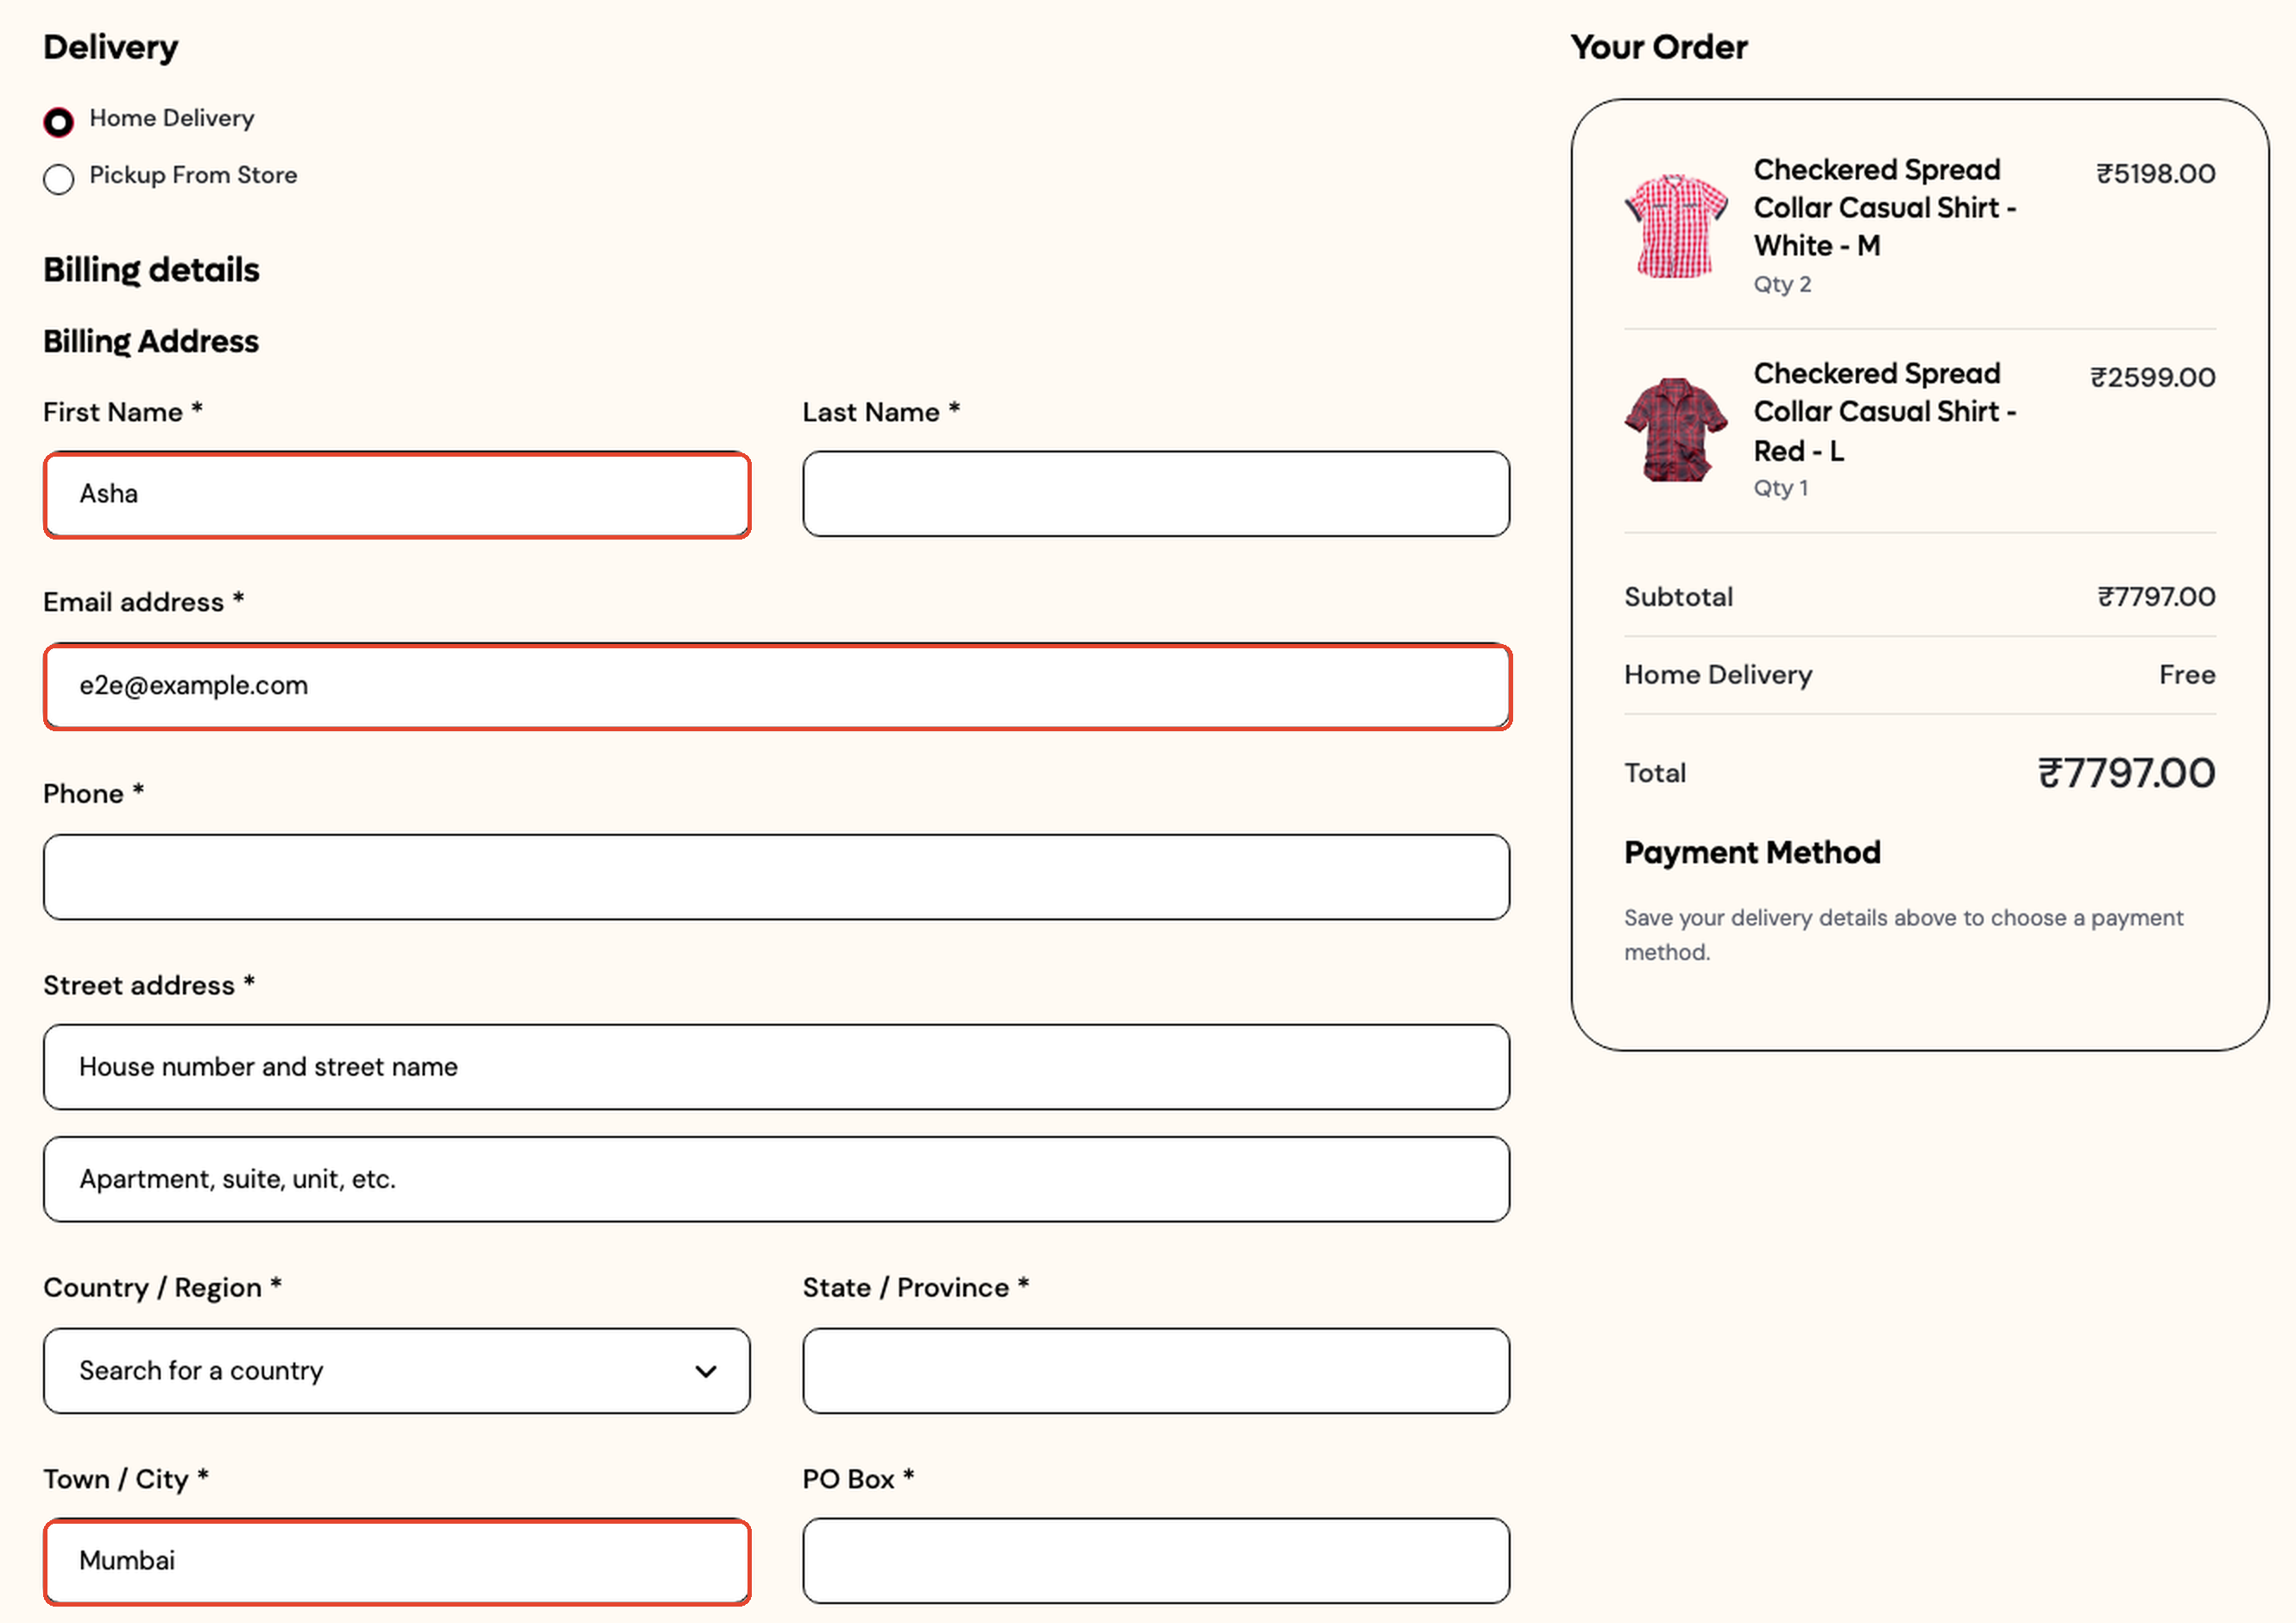 Delivery
Home Delivery
Pickup From Store
Billing details
Billing Address
First Name *
Last Name *
Asha
Email address *
e2e@example.com
Phone *
Street address *
House number and street name
Apartment, suite, unit, etc.
Country / Region *
State / Province *
Search for a country
Town / City *
PO Box *
Mumbai
Your Order
Checkered Spread
Collar Casual Shirt -
White - M
Qty 2
₹5198.00
Checkered Spread
Collar Casual Shirt -
Red - L
Qty 1
₹2599.00
Subtotal
₹7797.00
Home Delivery
Free
Total
₹7797.00
Payment Method
Save your delivery details above to choose a payment
method.